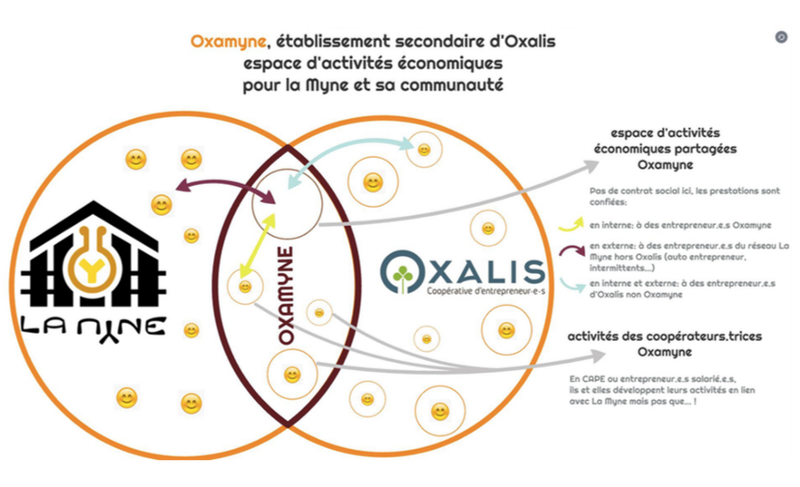 Oxamyne, établissement secondaire d'Oxalis
espace d'activités économiques
pour la Myne et sa communauté
espace d'activités
économiques partagées
Oxamyne
Pas de contrat social ici, les prestations sont
confiées:
en interne: à des entrepreneur.e.s Oxamyne
en externe: à des entrepreneur.e.s du réseau La
Myne hors Oxalis (auto entrepreneur,
intermittents...)
en interne et externe: à des entrepreneur.e.s
d'Oxalis non Oxamyne
LA MYNE
OXAMYNE
OXALIS
Coopérative d'entrepreneur·e·s
activités des coopérateurs.trices
Oxamyne
En CAPE ou entrepreneur.e.s salarié.e.s,
ils et elles développent leurs activités en lien
avec La Myne mais pas que... !